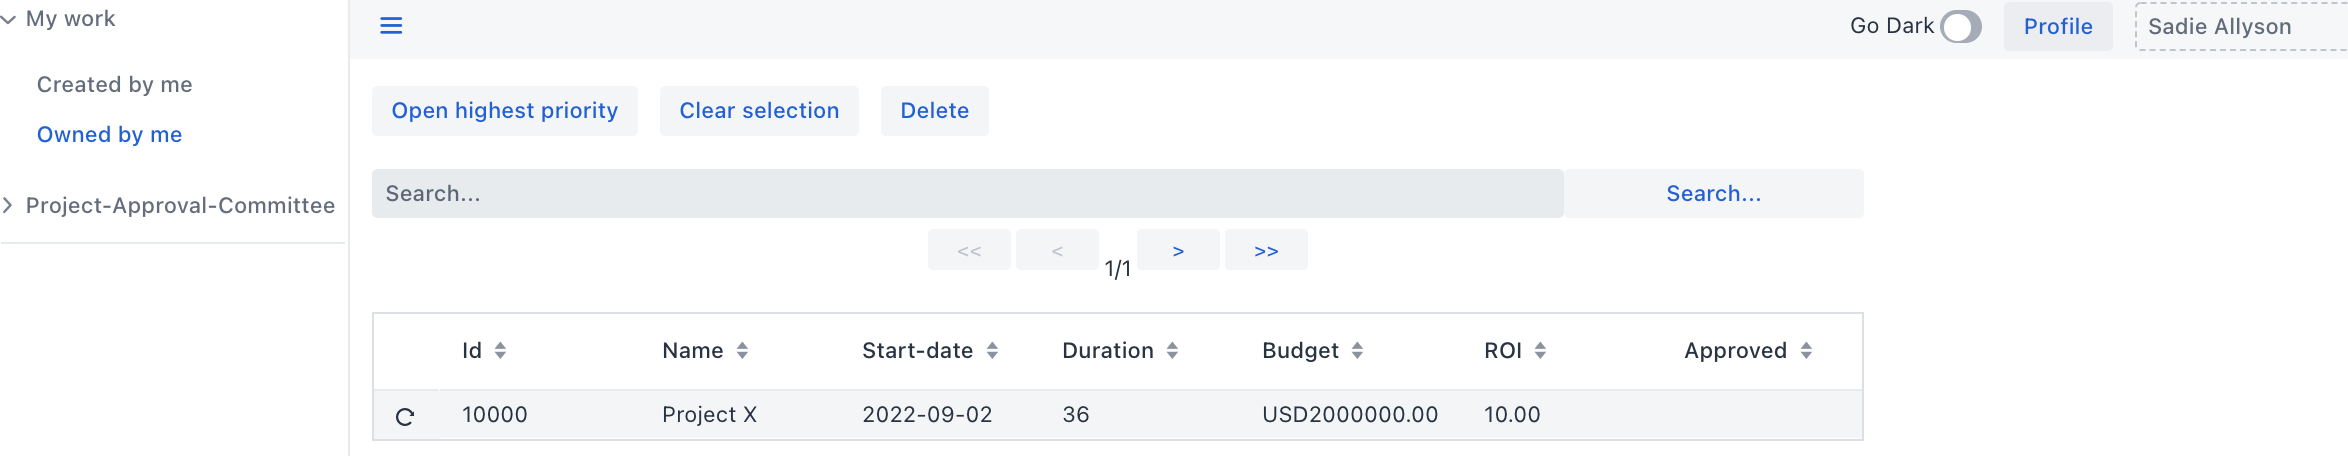 My work
Created by me
Owned by me
Project-Approval-Committee
Go Dark
Profile
Sadie Allyson
Open highest priority
Clear selection
Delete
Search...
Search...
<<
<
1/1
>
>>
Id Name Start-date Duration Budget ROI Approved
10000 Project X 2022-09-02 36 USD2000000.00 10.00